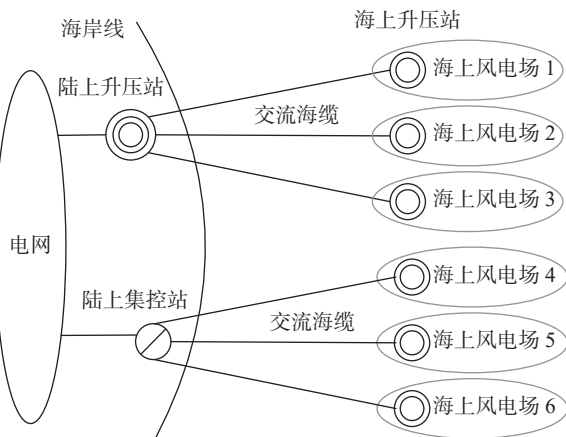 海上升压站
海岸线
海上风电场 1
陆上升压站
交流海缆
海上风电场 2
海上风电场 3
电网
海上风电场 4
陆上集控站
交流海缆
海上风电场 5
海上风电场 6